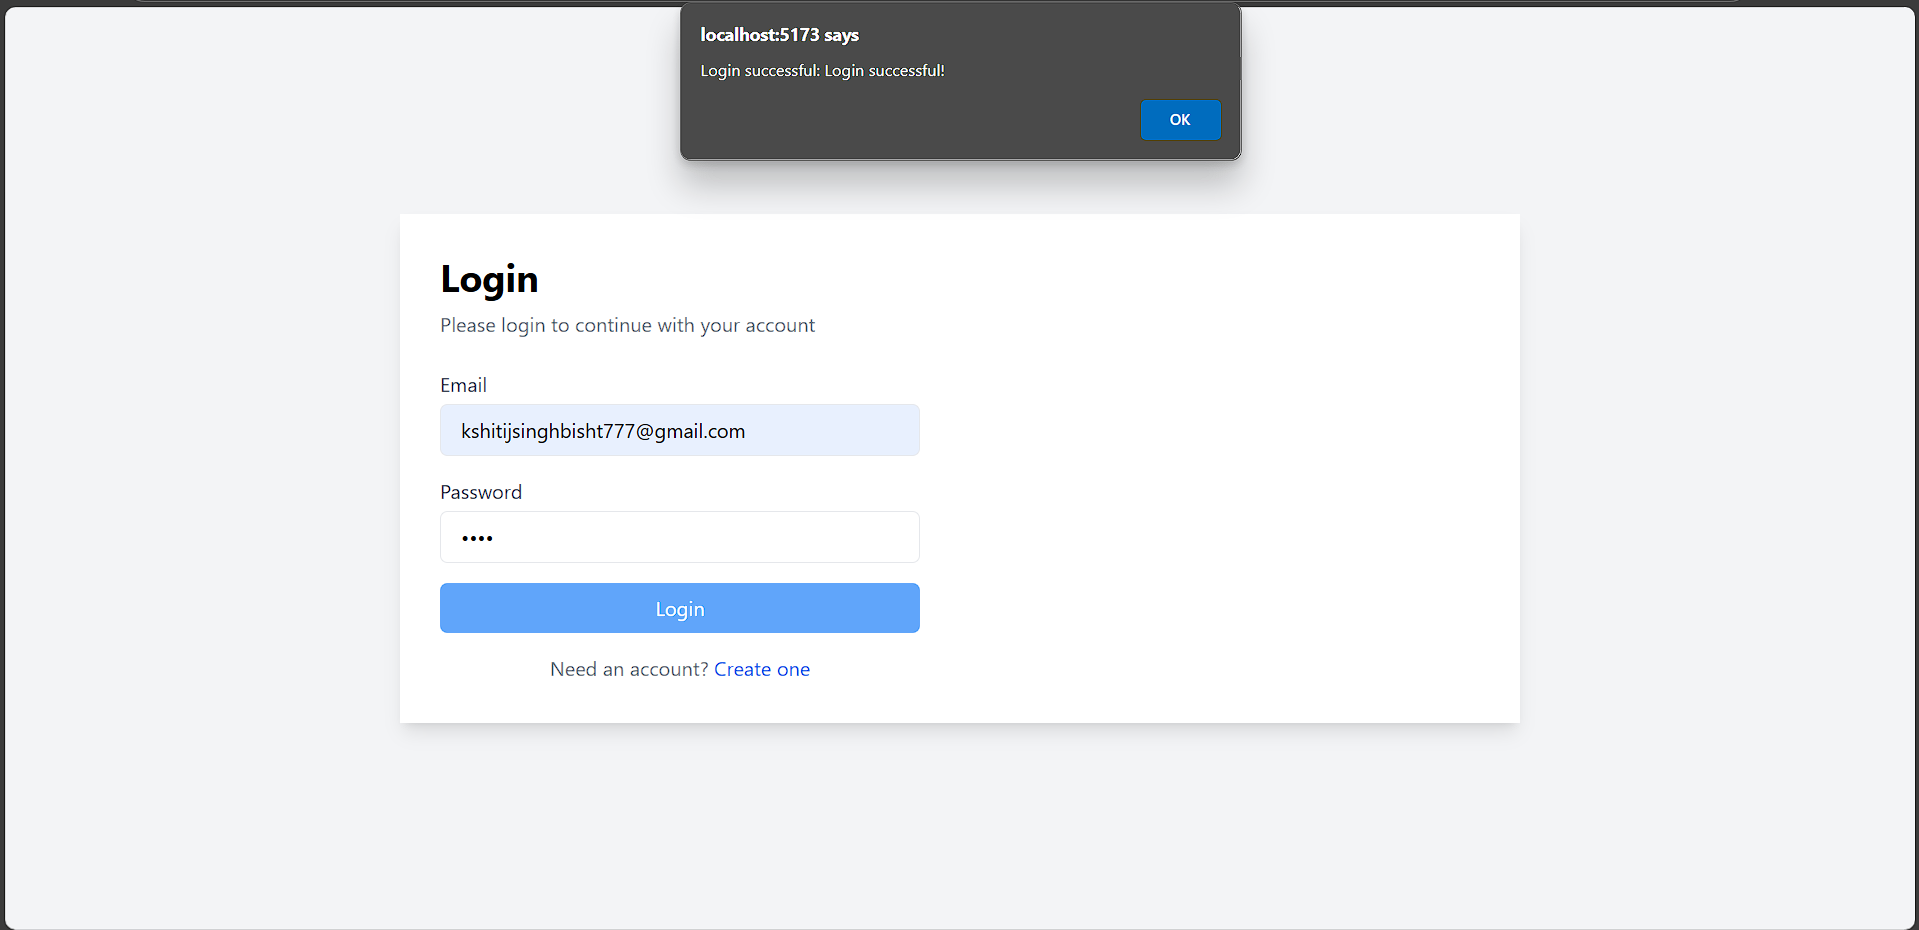 localhost:5173 says
Login successful: Login successful!
OK
Login
Please login to continue with your account
Email
kshitijsinghbisht777@gmail.com
Password
••••
Login
Need an account? Create one